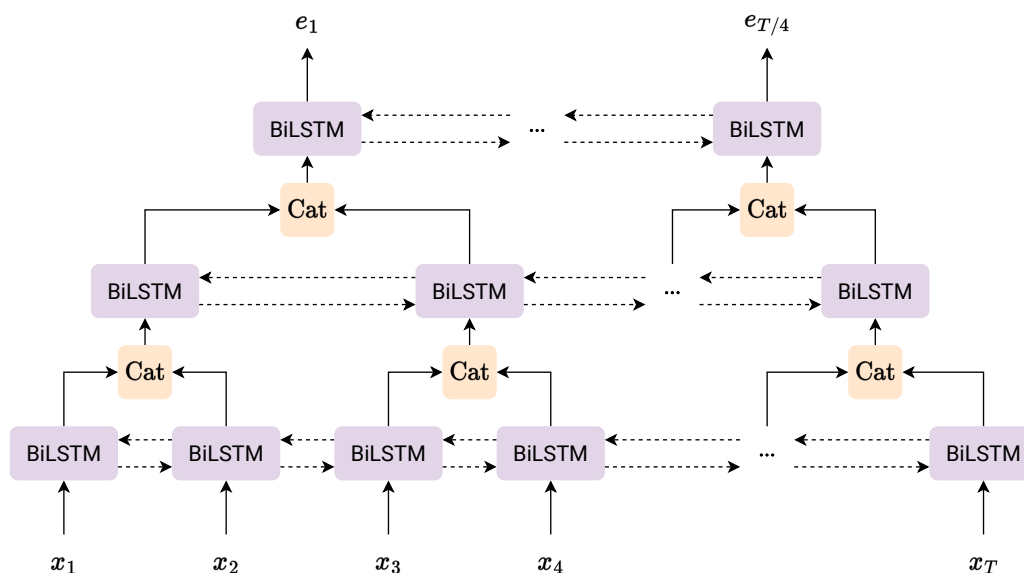 e_1 e_{T/4}
BiLSTM ... BiLSTM
Cat Cat
BiLSTM BiLSTM ... BiLSTM
Cat Cat Cat
BiLSTM BiLSTM BiLSTM BiLSTM ... BiLSTM
x_1 x_2 x_3 x_4 x_T